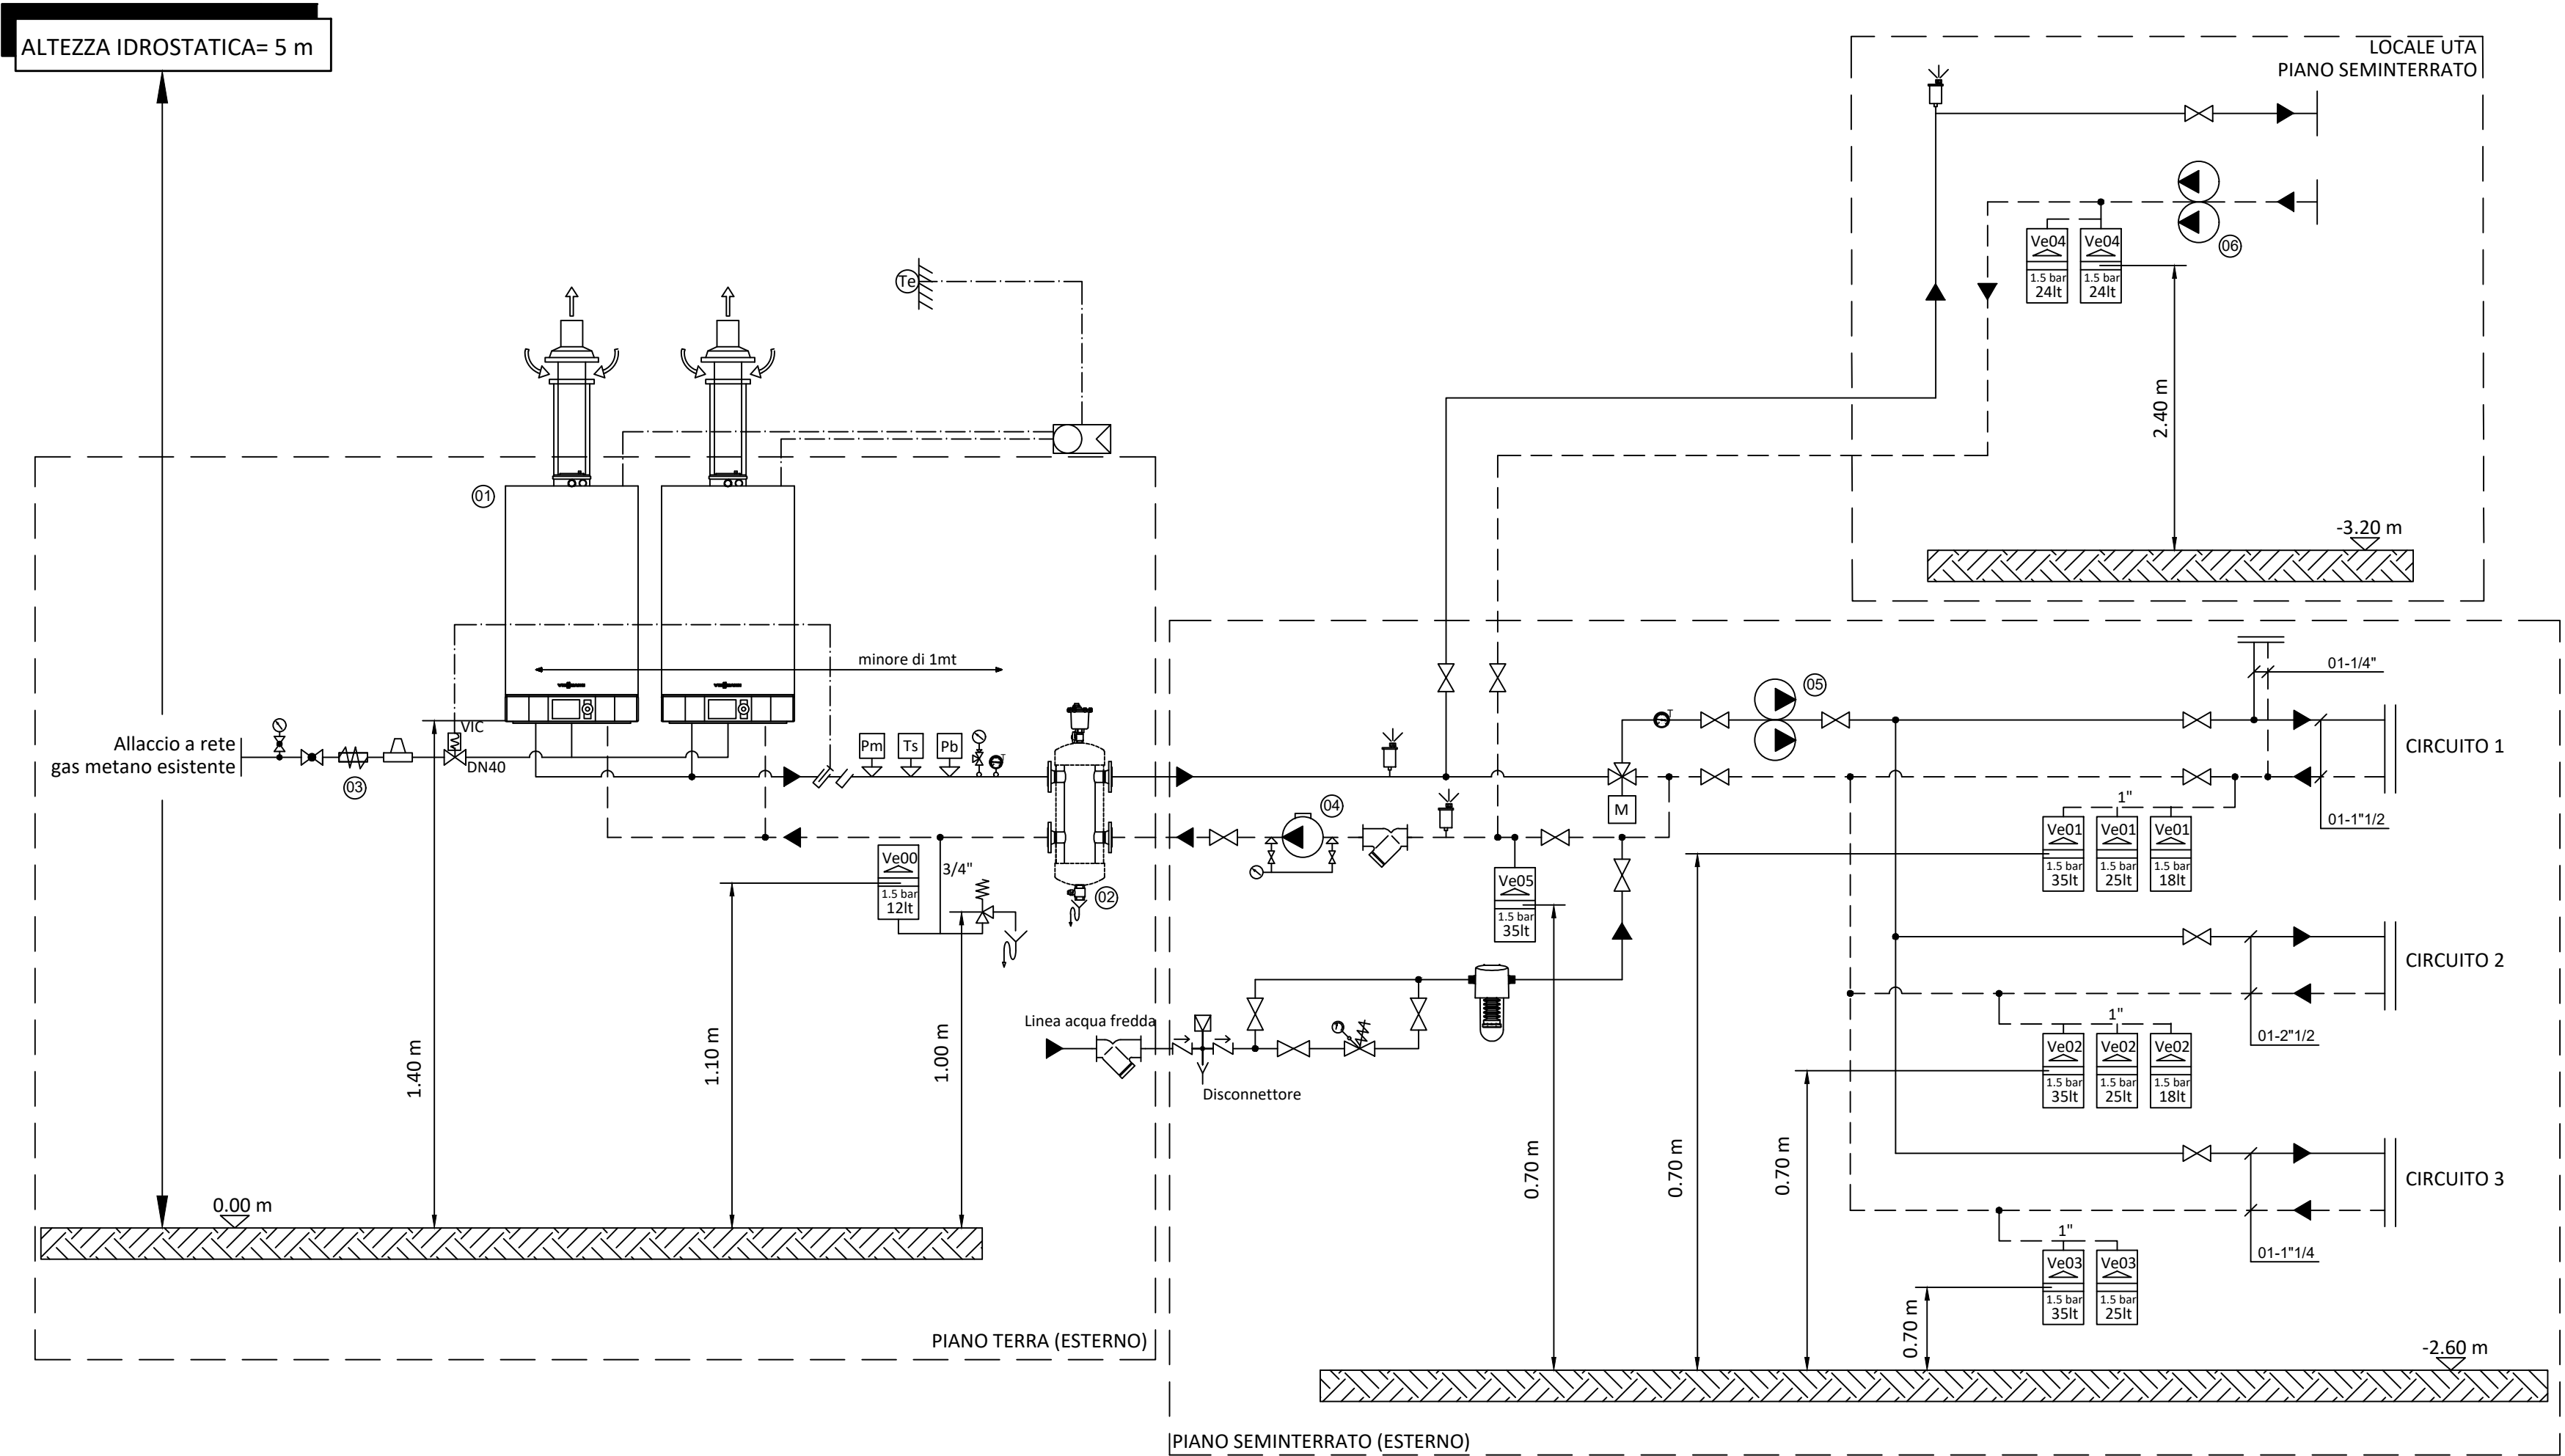 ALTEZZA IDROSTATICA= 5 m
LOCALE UTA
PIANO SEMINTERRATO
Ve04
1.5 bar
24lt
Ve04
1.5 bar
24lt
06
2.40 m
-3.20 m
Te
01
minore di 1mt
VIC
DN40
Allaccio a rete
gas metano esistente
03
Pm
Ts
Pb
T
02
Ve00
1.5 bar
12lt
3/4"
1.40 m
1.10 m
1.00 m
0.00 m
PIANO TERRA (ESTERNO)
04
05
T
M
Ve05
1.5 bar
35lt
Linea acqua fredda
Disconnettore
0.70 m
0.70 m
0.70 m
0.70 m
01-1/4"
CIRCUITO 1
01-1"1/2
1"
Ve01
1.5 bar
35lt
Ve01
1.5 bar
25lt
Ve01
1.5 bar
18lt
CIRCUITO 2
01-2"1/2
1"
Ve02
1.5 bar
35lt
Ve02
1.5 bar
25lt
Ve02
1.5 bar
18lt
CIRCUITO 3
01-1"1/4
1"
Ve03
1.5 bar
35lt
Ve03
1.5 bar
25lt
-2.60 m
PIANO SEMINTERRATO (ESTERNO)